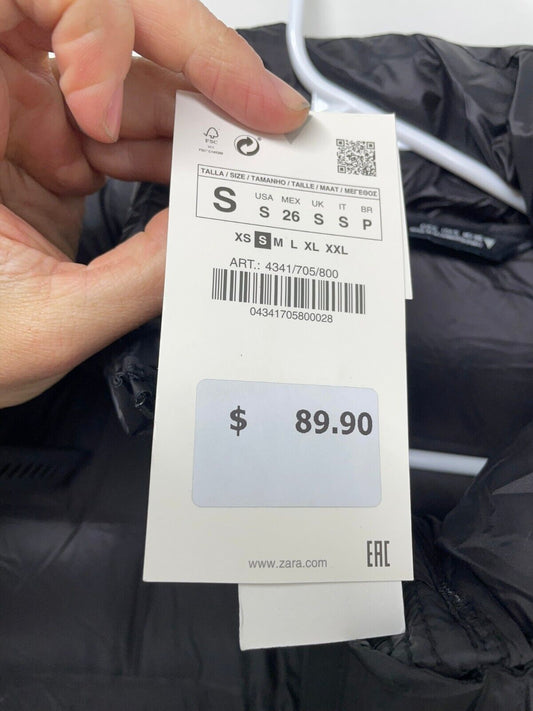 FSC
TALLA / SIZE / TAMANHO / TAILLE / MAAT / ΜΕΓΕΘΟΣ
S USA S MEX 26 UK S IT S BR P
XS S M L XL XXL
ART.: 4341/705/800
04341705800028
$ 89.90
www.zara.com
EAC